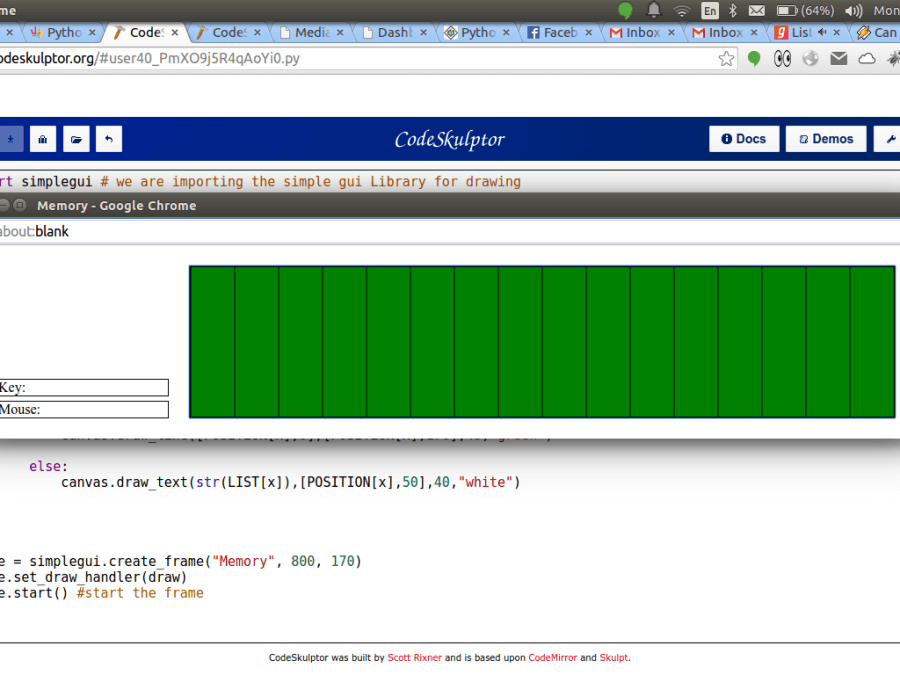 me En (64%) Mon
Pytho CodeS CodeS Media Dashb Pytho Faceb Inbox Inbox List Can
odeskulptor.org/#user40_PmXO9j5R4qAoYi0.py
CodeSkulptor Docs Demos
rt simplegui # we are importing the simple gui Library for drawing
Memory - Google Chrome
about:blank
Key:
Mouse:
else:
canvas.draw_text(str(LIST[x]),[POSITION[x],50],40,"white")
e = simplegui.create_frame("Memory", 800, 170)
e.set_draw_handler(draw)
e.start() #start the frame
CodeSkulptor was built by Scott Rixner and is based upon CodeMirror and Skulpt.